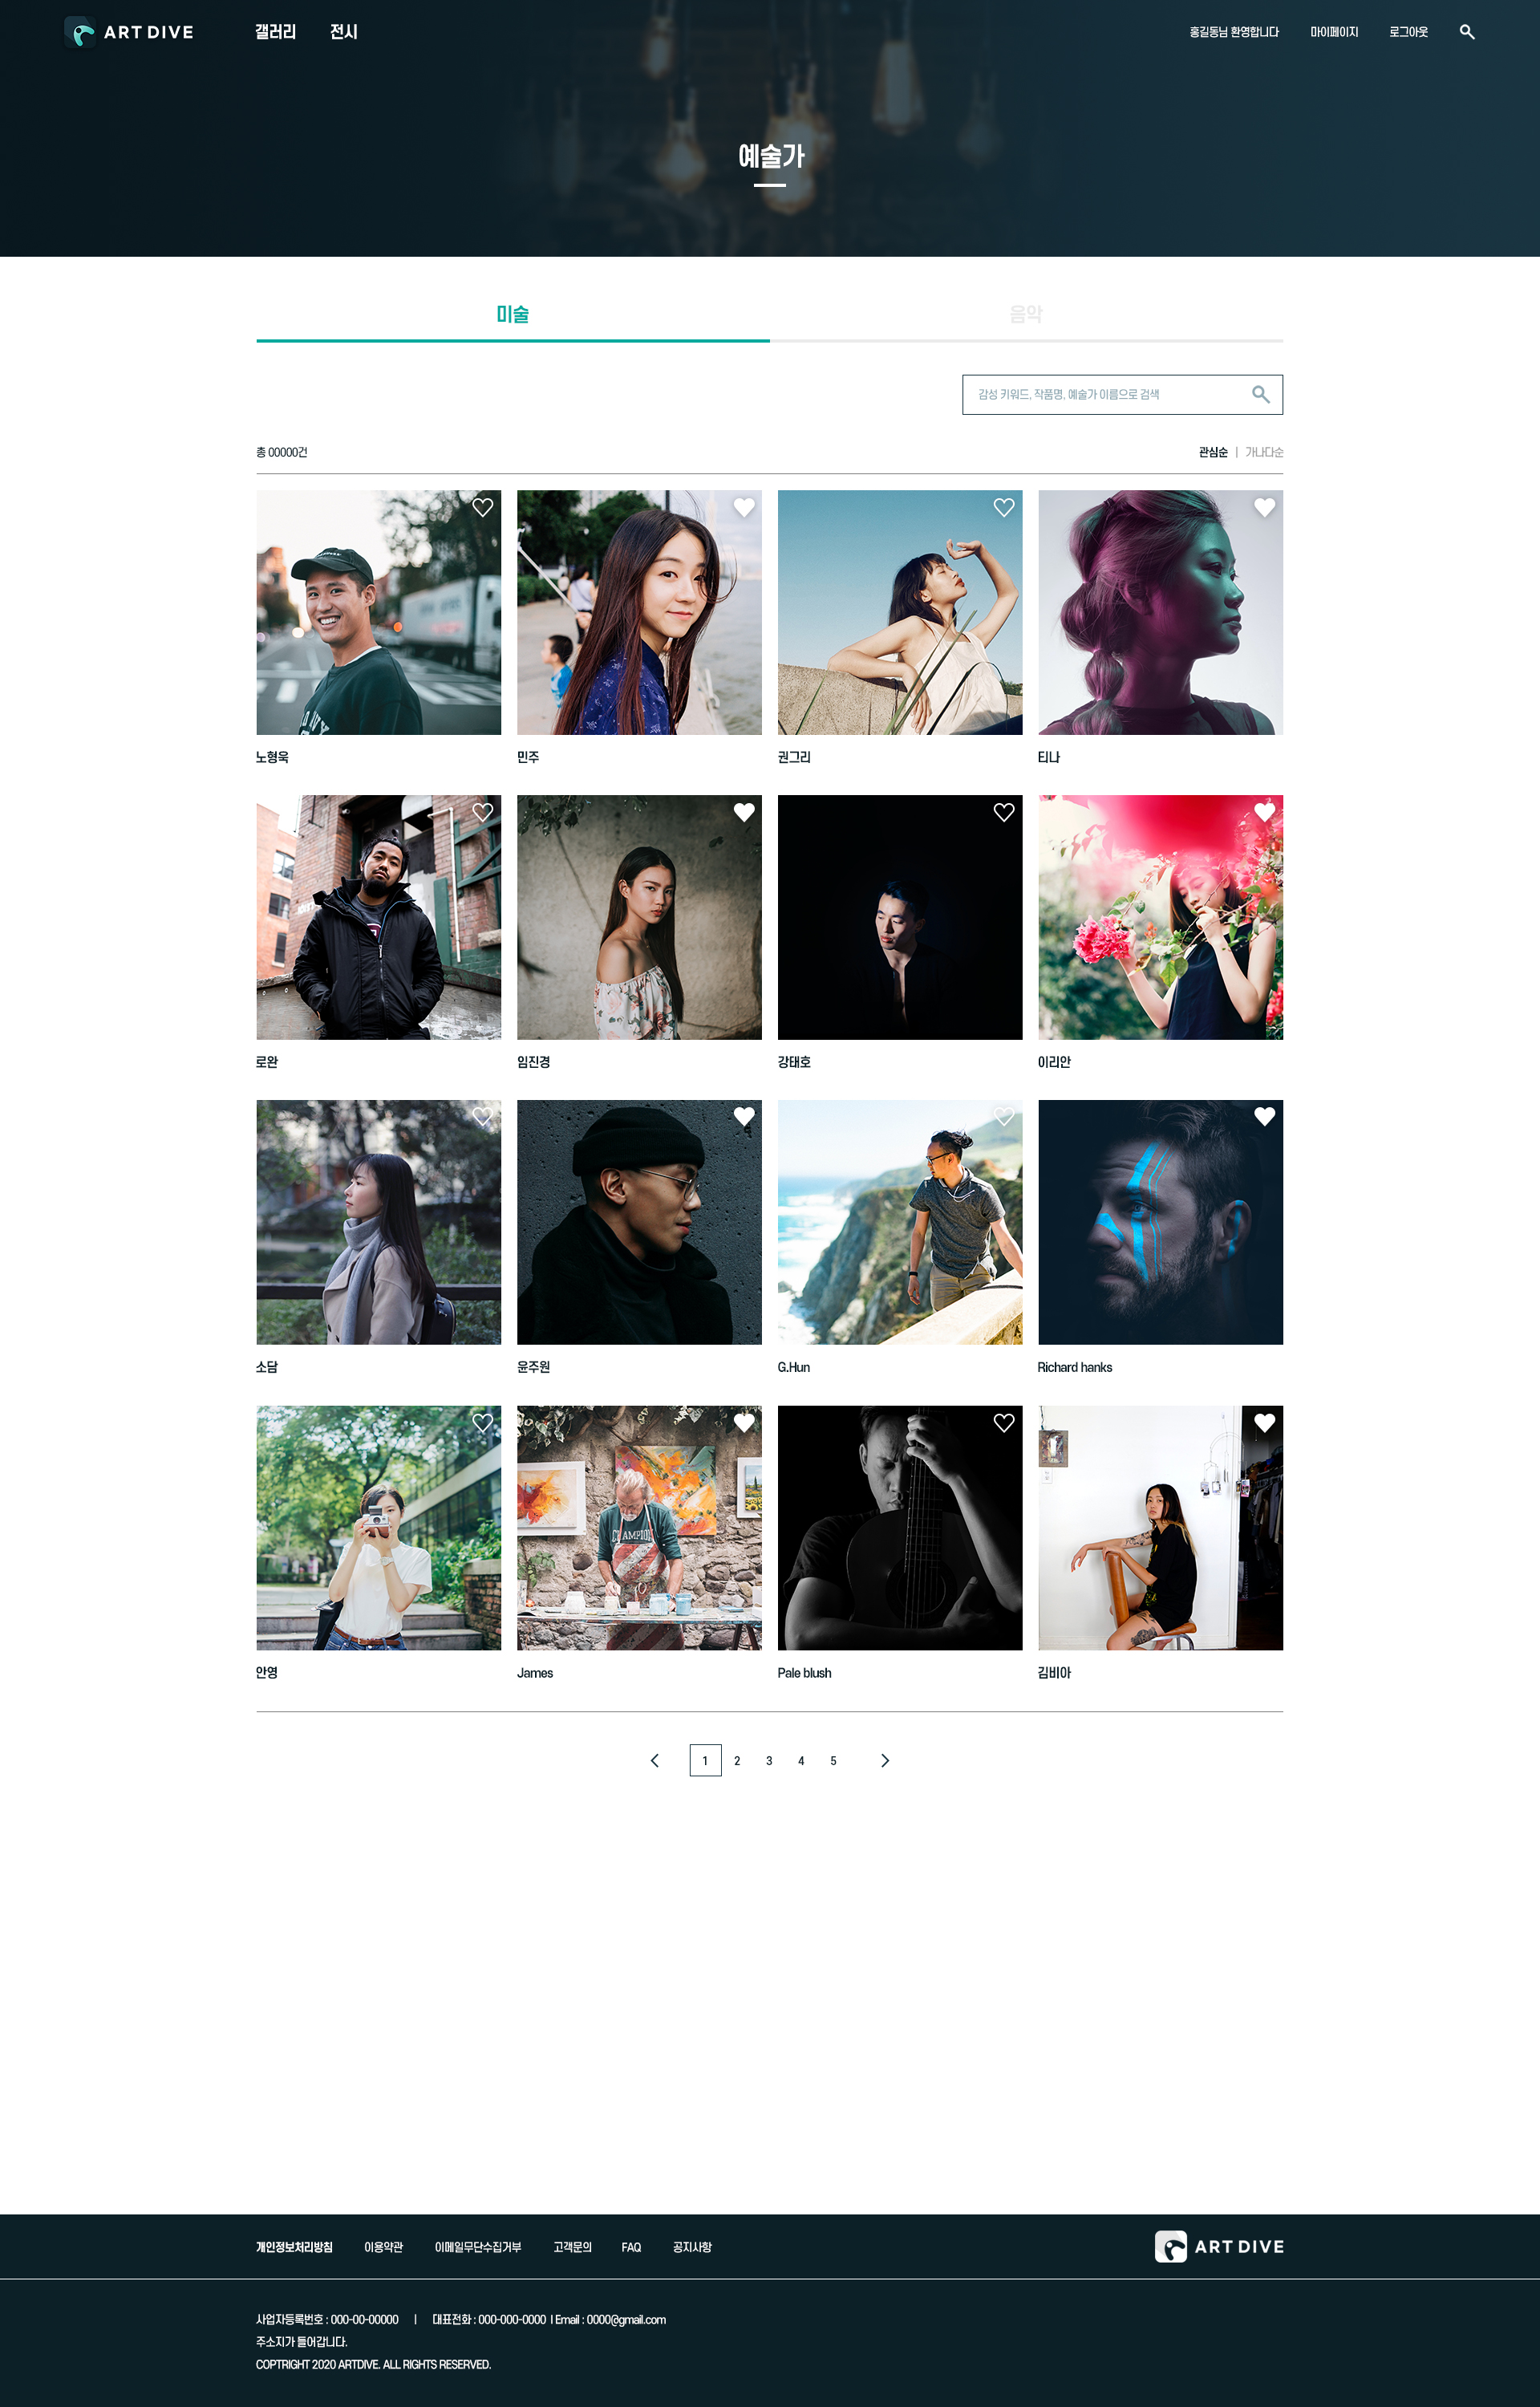 ART DIVE 갤러리 전시 홍길동님 환영합니다 마이페이지 로그아웃
예술가
미술 음악
감성 키워드, 작품명, 예술가 이름으로 검색
총 00000건 관심순 | 가나다순
노형욱 민주 권그리 티나
로완 임진경 강태호 이리안
소담 윤주원 G.Hun Richard hanks
CHAMPION
안영 James Pale blush 김비아
1 2 3 4 5
개인정보처리방침 이용약관 이메일무단수집거부 고객문의 FAQ 공지사항 ART DIVE
사업자등록번호 : 000-00-00000 | 대표전화 : 000-000-0000 | Email : 0000@gmail.com
주소지가 들어갑니다.
COPTRIGHT 2020 ARTDIVE. ALL RIGHTS RESERVED.